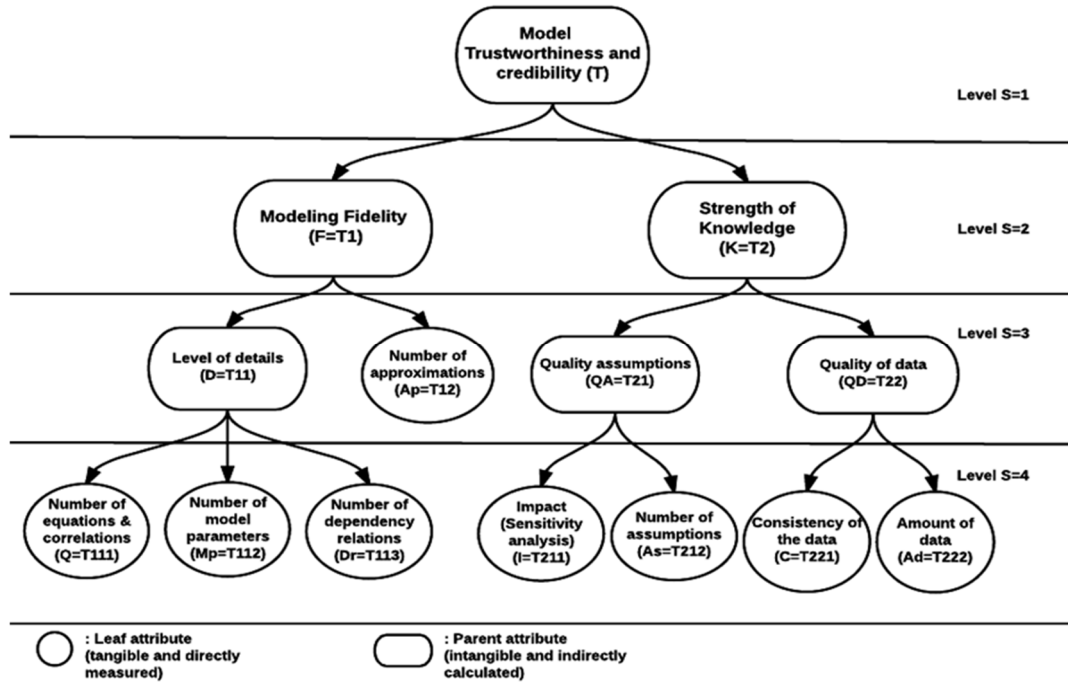 Model
Trustworthiness and
credibility (T)
Level S=1
Modeling Fidelity
(F=T1)
Strength of
Knowledge
(K=T2)
Level S=2
Level S=3
Level of details
(D=T11)
Number of
approximations
(Ap=T12)
Quality assumptions
(QA=T21)
Quality of data
(QD=T22)
Level S=4
Number of
equations &
correlations
(Q=T111)
Number of
model
parameters
(Mp=T112)
Number of
dependency
relations
(Dr=T113)
Impact
(Sensitivity
analysis)
(I=T211)
Number of
assumptions
(As=T212)
Consistency of
the data
(C=T221)
Amount of
data
(Ad=T222)
: Leaf attribute
(tangible and directly
measured)
: Parent attribute
(intangible and indirectly
calculated)